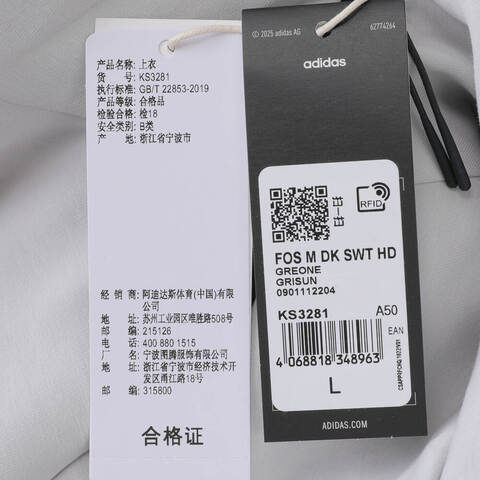 产品名称: 上衣
货 号: KS3281
执行标准: GB/T 22853-2019
产品等级: 合格品
检验合格: 检18
安全类别: B类
产 地: 浙江省宁波市
经 销 商: 阿迪达斯体育(中国)有限
公司
地址: 苏州工业园区唯胜路508号
邮编: 215126
电话: 400 880 1515
厂名: 宁波图腾服饰有限公司
地址: 宁波市经济技术开
发区甬江路18号
邮编: 315800
合格证
© 2025 adidas AG
62774264
adidas
RFID
FOS M DK SWT HD
GREONE
GRISUN
0901112204
KS3281
A50
EAN
4 068818 348963
L
ADIDAS.COM